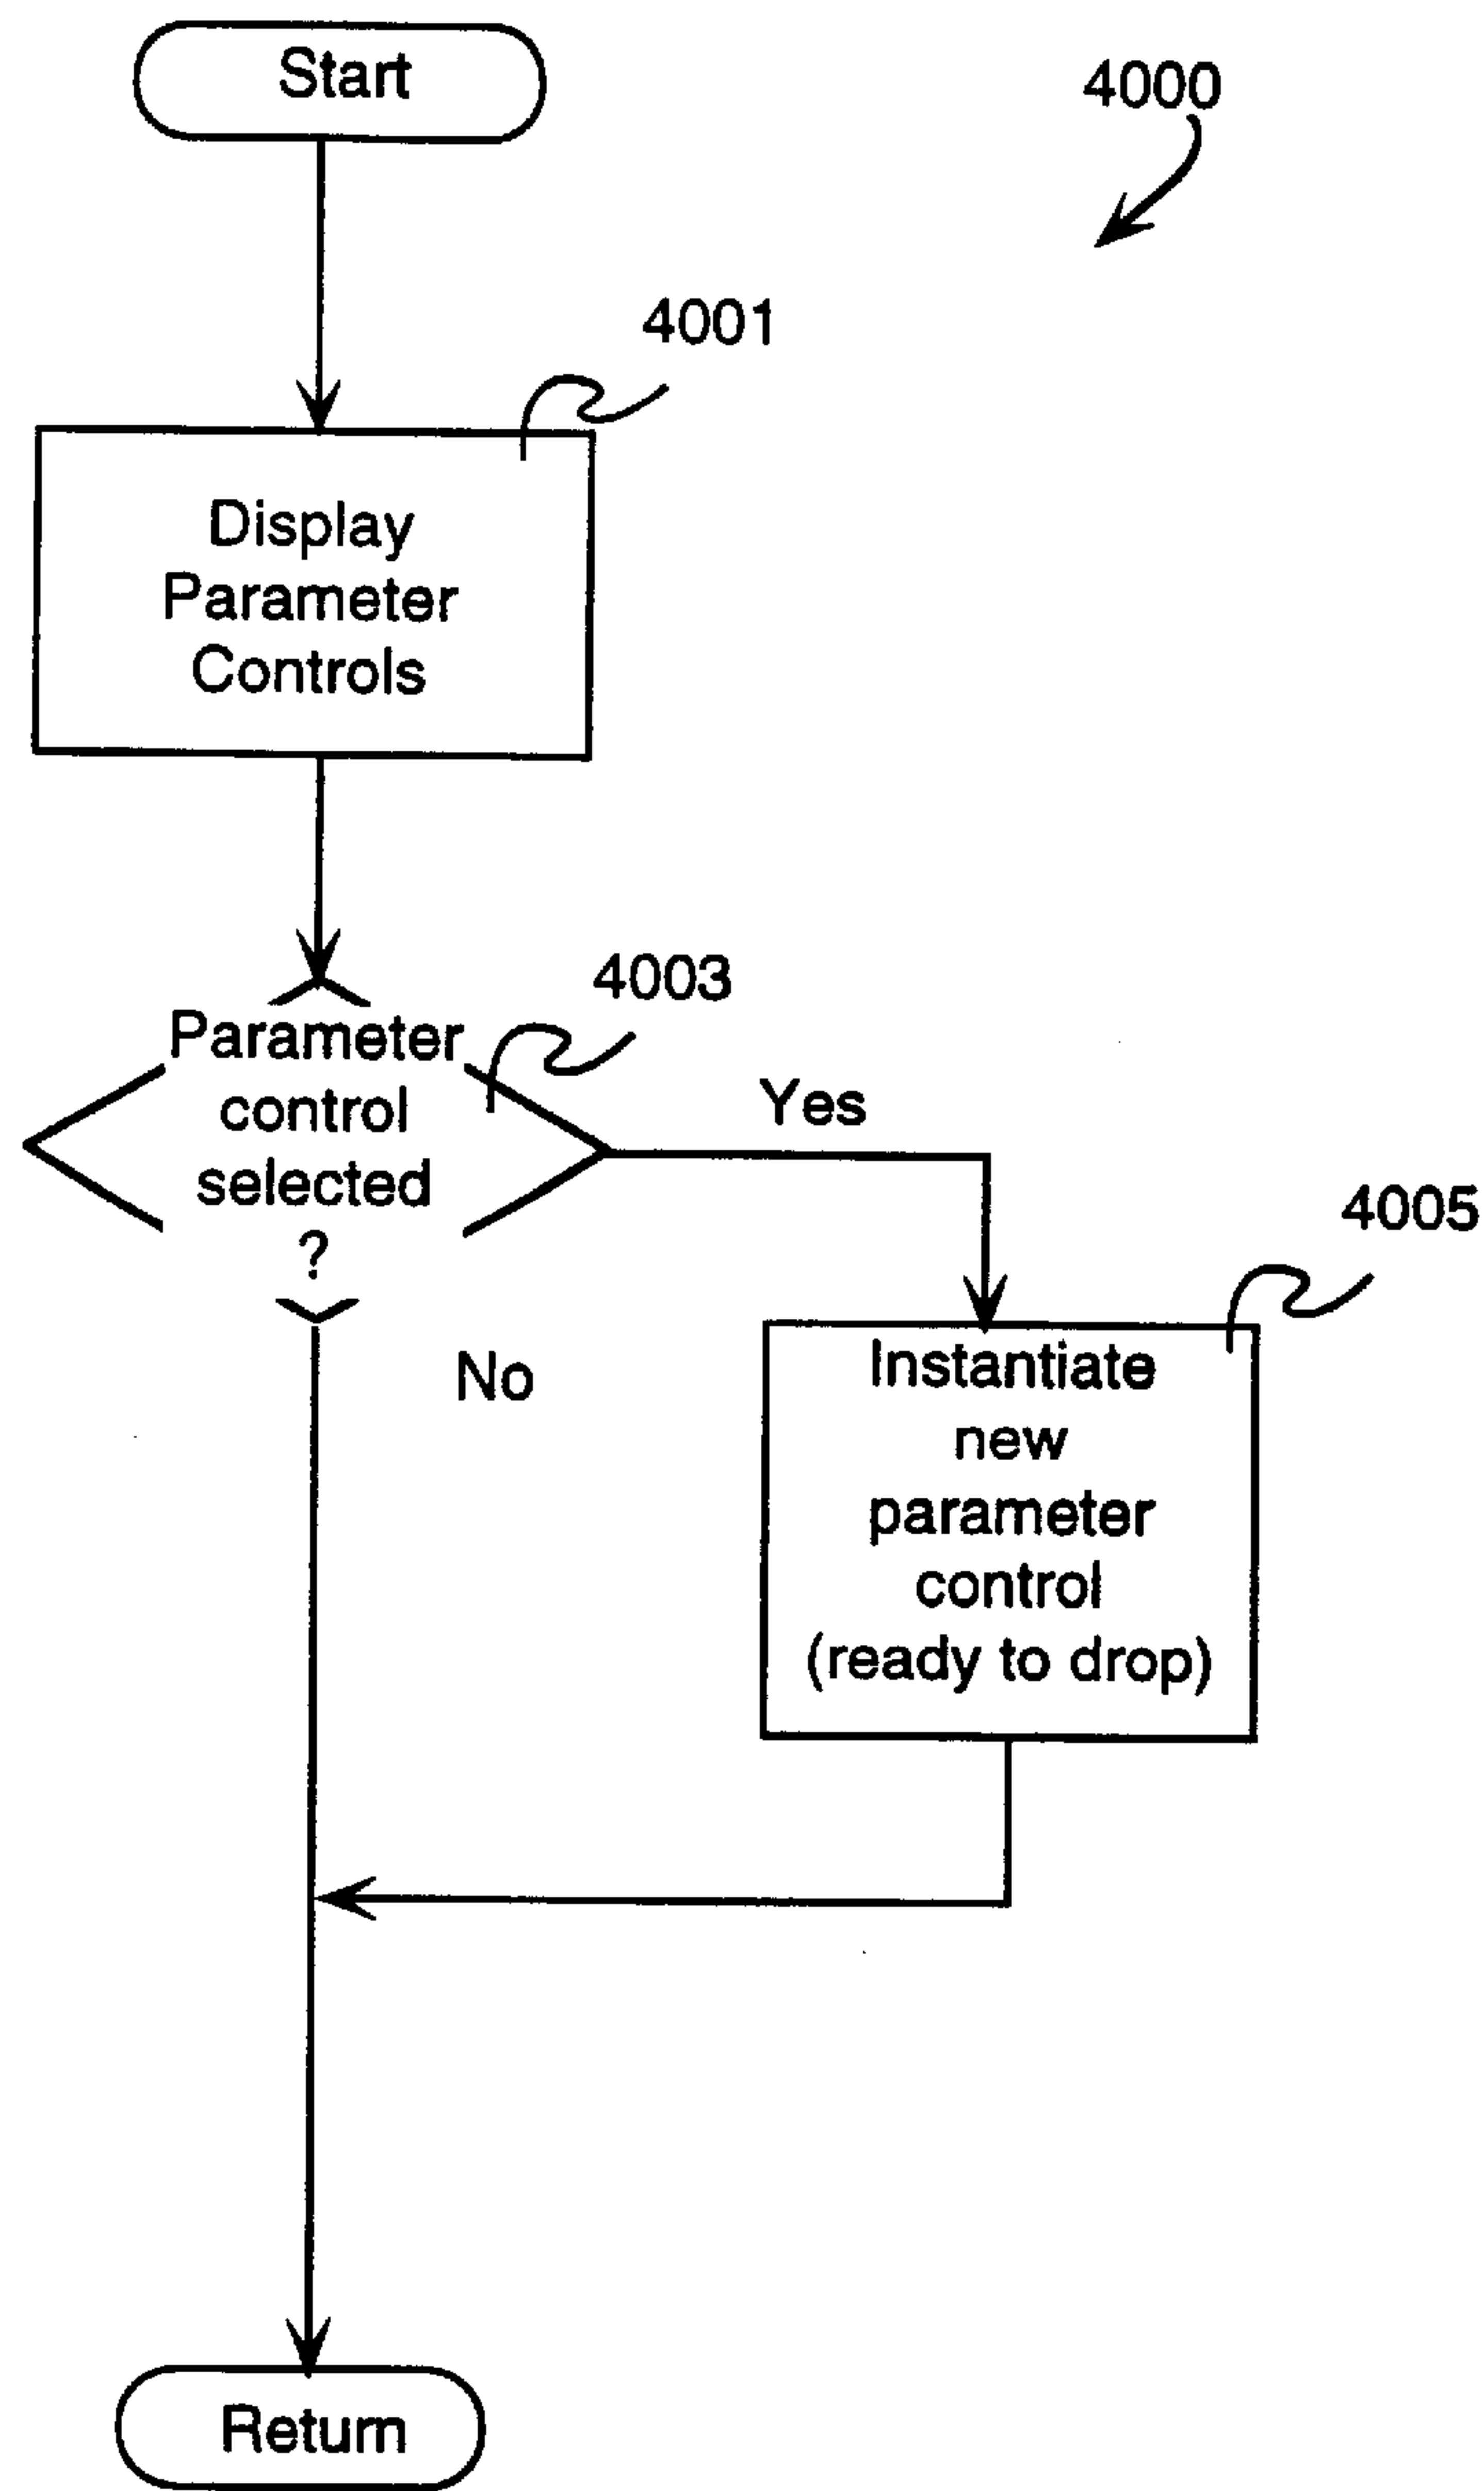 Start
4000
4001
Display
Parameter
Controls
4003
Parameter
control
selected
?
Yes
No
4005
Instantiate
new
parameter
control
(ready to drop)
Return